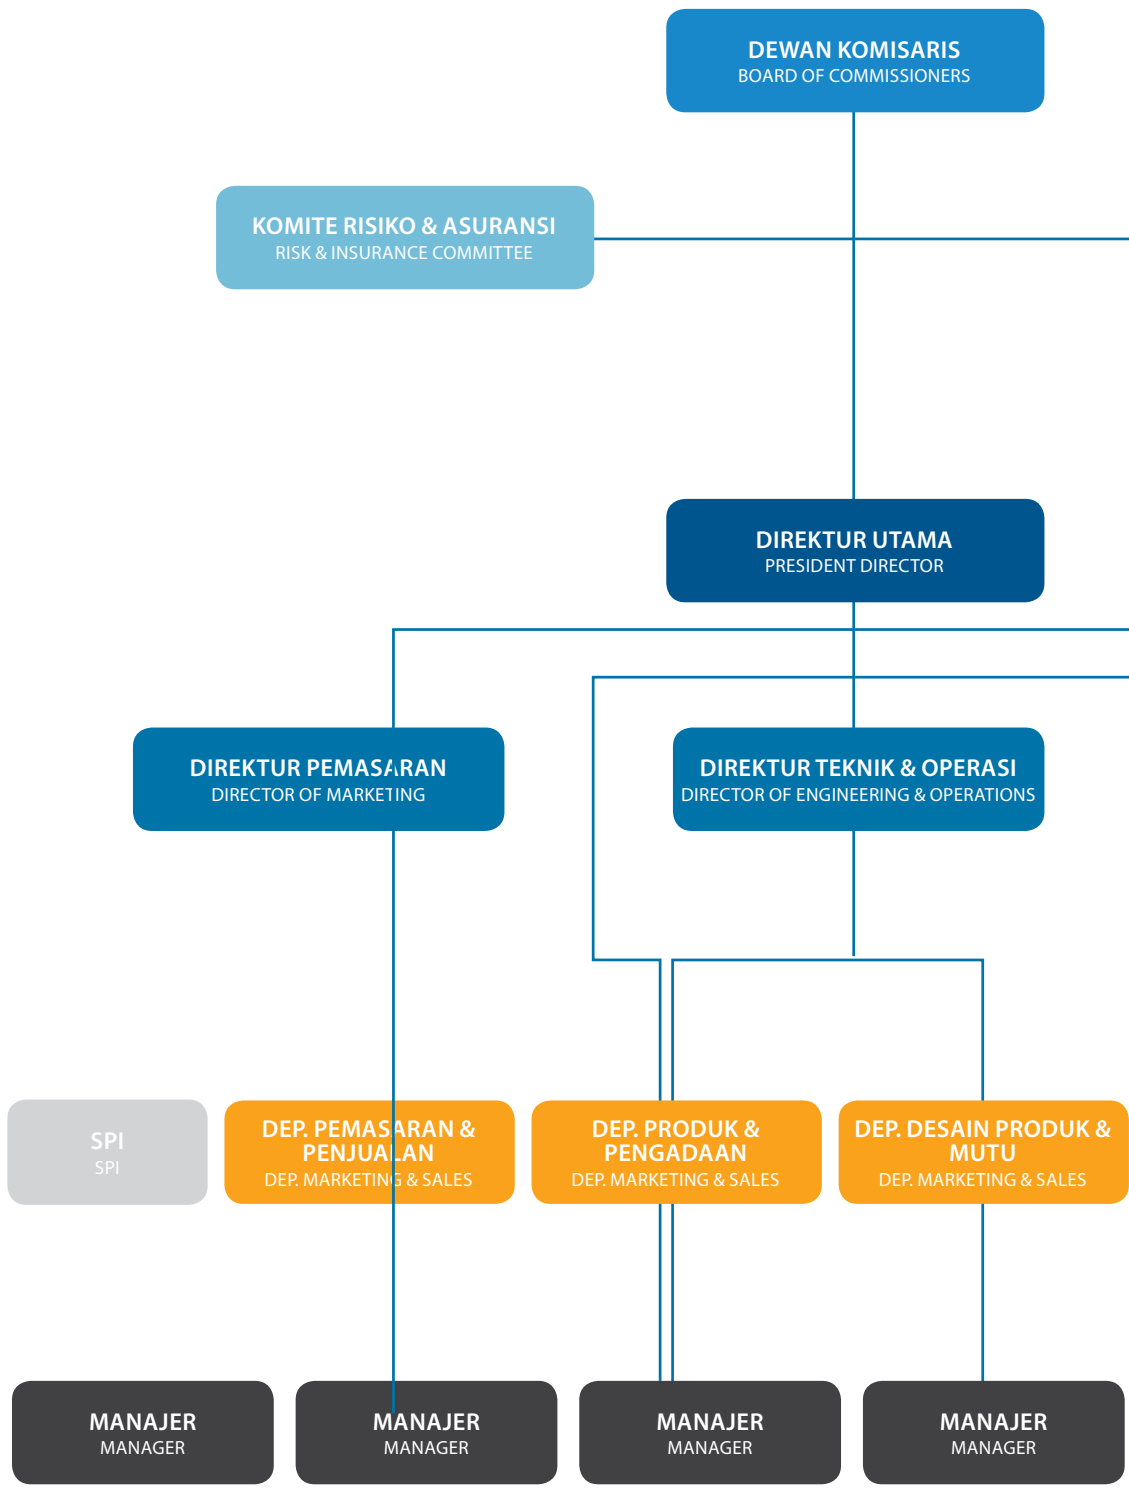 DEWAN KOMISARIS
BOARD OF COMMISSIONERS
KOMITE RISIKO & ASURANSI
RISK & INSURANCE COMMITTEE
DIREKTUR UTAMA
PRESIDENT DIRECTOR
DIREKTUR PEMASARAN
DIRECTOR OF MARKETING
DIREKTUR TEKNIK & OPERASI
DIRECTOR OF ENGINEERING & OPERATIONS
SPI
SPI
DEP. PEMASARAN &
PENJUALAN
DEP. MARKETING & SALES
DEP. PRODUK &
PENGADAAN
DEP. MARKETING & SALES
DEP. DESAIN PRODUK &
MUTU
DEP. MARKETING & SALES
MANAJER
MANAGER
MANAJER
MANAGER
MANAJER
MANAGER
MANAJER
MANAGER